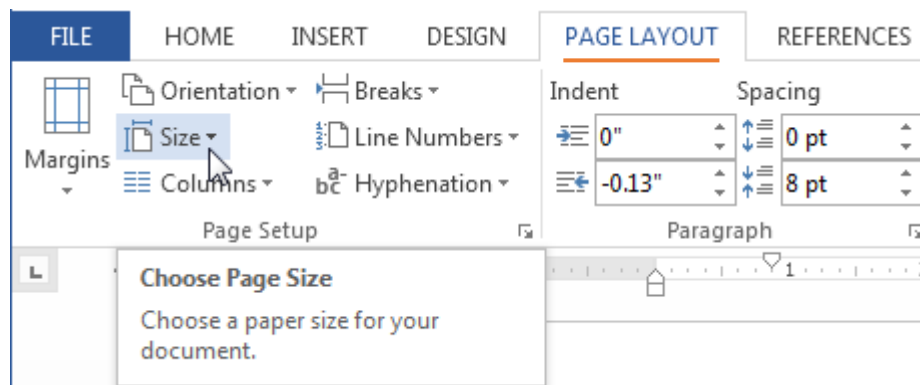 FILE HOME INSERT DESIGN PAGE LAYOUT REFERENCES
Margins
Orientation
Size
Columns
Breaks
Line Numbers
Hyphenation
Page Setup
Indent
0"
-0.13"
Spacing
0 pt
8 pt
Paragraph
1
Choose Page Size
Choose a paper size for your
document.